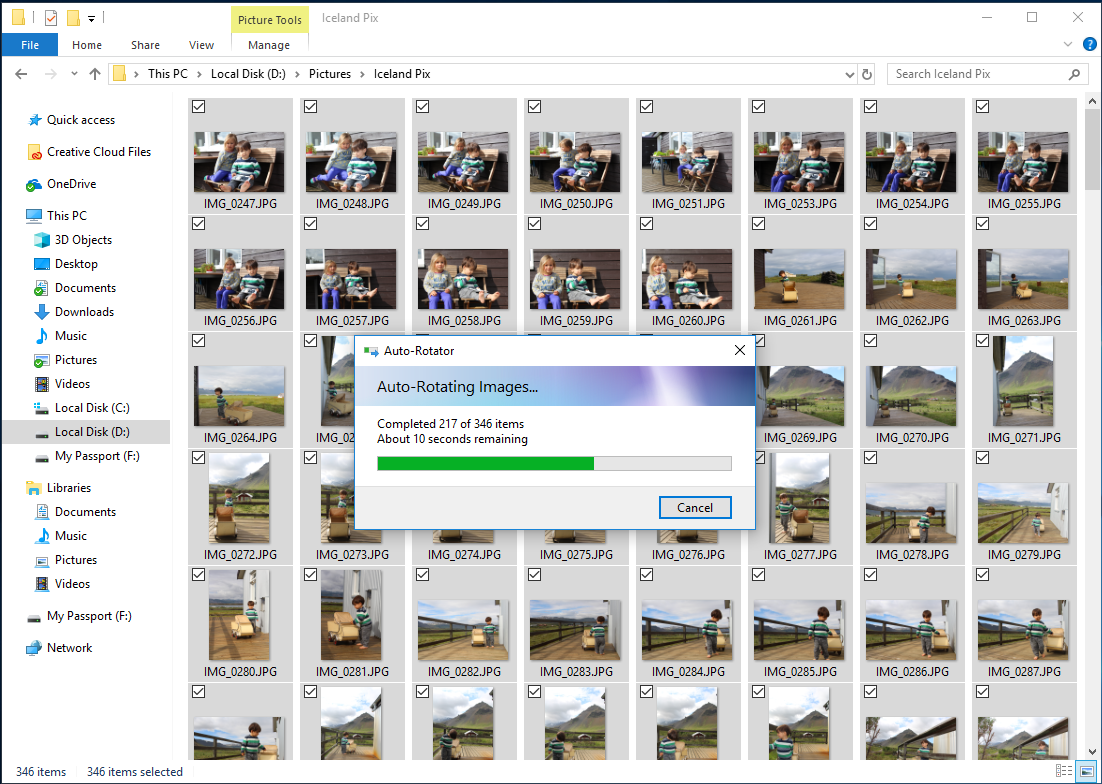 Picture Tools
Iceland Pix
File
Home
Share
View
Manage
This PC
Local Disk (D:)
Pictures
Iceland Pix
Search Iceland Pix
Quick access
Creative Cloud Files
OneDrive
This PC
3D Objects
Desktop
Documents
Downloads
Music
Pictures
Videos
Local Disk (C:)
Local Disk (D:)
My Passport (F:)
Libraries
Documents
Music
Pictures
Videos
My Passport (F:)
Network
IMG_0247.JPG
IMG_0248.JPG
IMG_0249.JPG
IMG_0250.JPG
IMG_0251.JPG
IMG_0253.JPG
IMG_0254.JPG
IMG_0255.JPG
IMG_0256.JPG
IMG_0257.JPG
IMG_0258.JPG
IMG_0259.JPG
IMG_0260.JPG
IMG_0261.JPG
IMG_0262.JPG
IMG_0263.JPG
IMG_0264.JPG
IMG_0269.JPG
IMG_0270.JPG
IMG_0271.JPG
Auto-Rotator
Auto-Rotating Images...
Completed 217 of 346 items
About 10 seconds remaining
Cancel
IMG_0272.JPG
IMG_0273.JPG
IMG_0274.JPG
IMG_0275.JPG
IMG_0276.JPG
IMG_0277.JPG
IMG_0278.JPG
IMG_0279.JPG
IMG_0280.JPG
IMG_0281.JPG
IMG_0282.JPG
IMG_0283.JPG
IMG_0284.JPG
IMG_0285.JPG
IMG_0286.JPG
IMG_0287.JPG
346 items
346 items selected